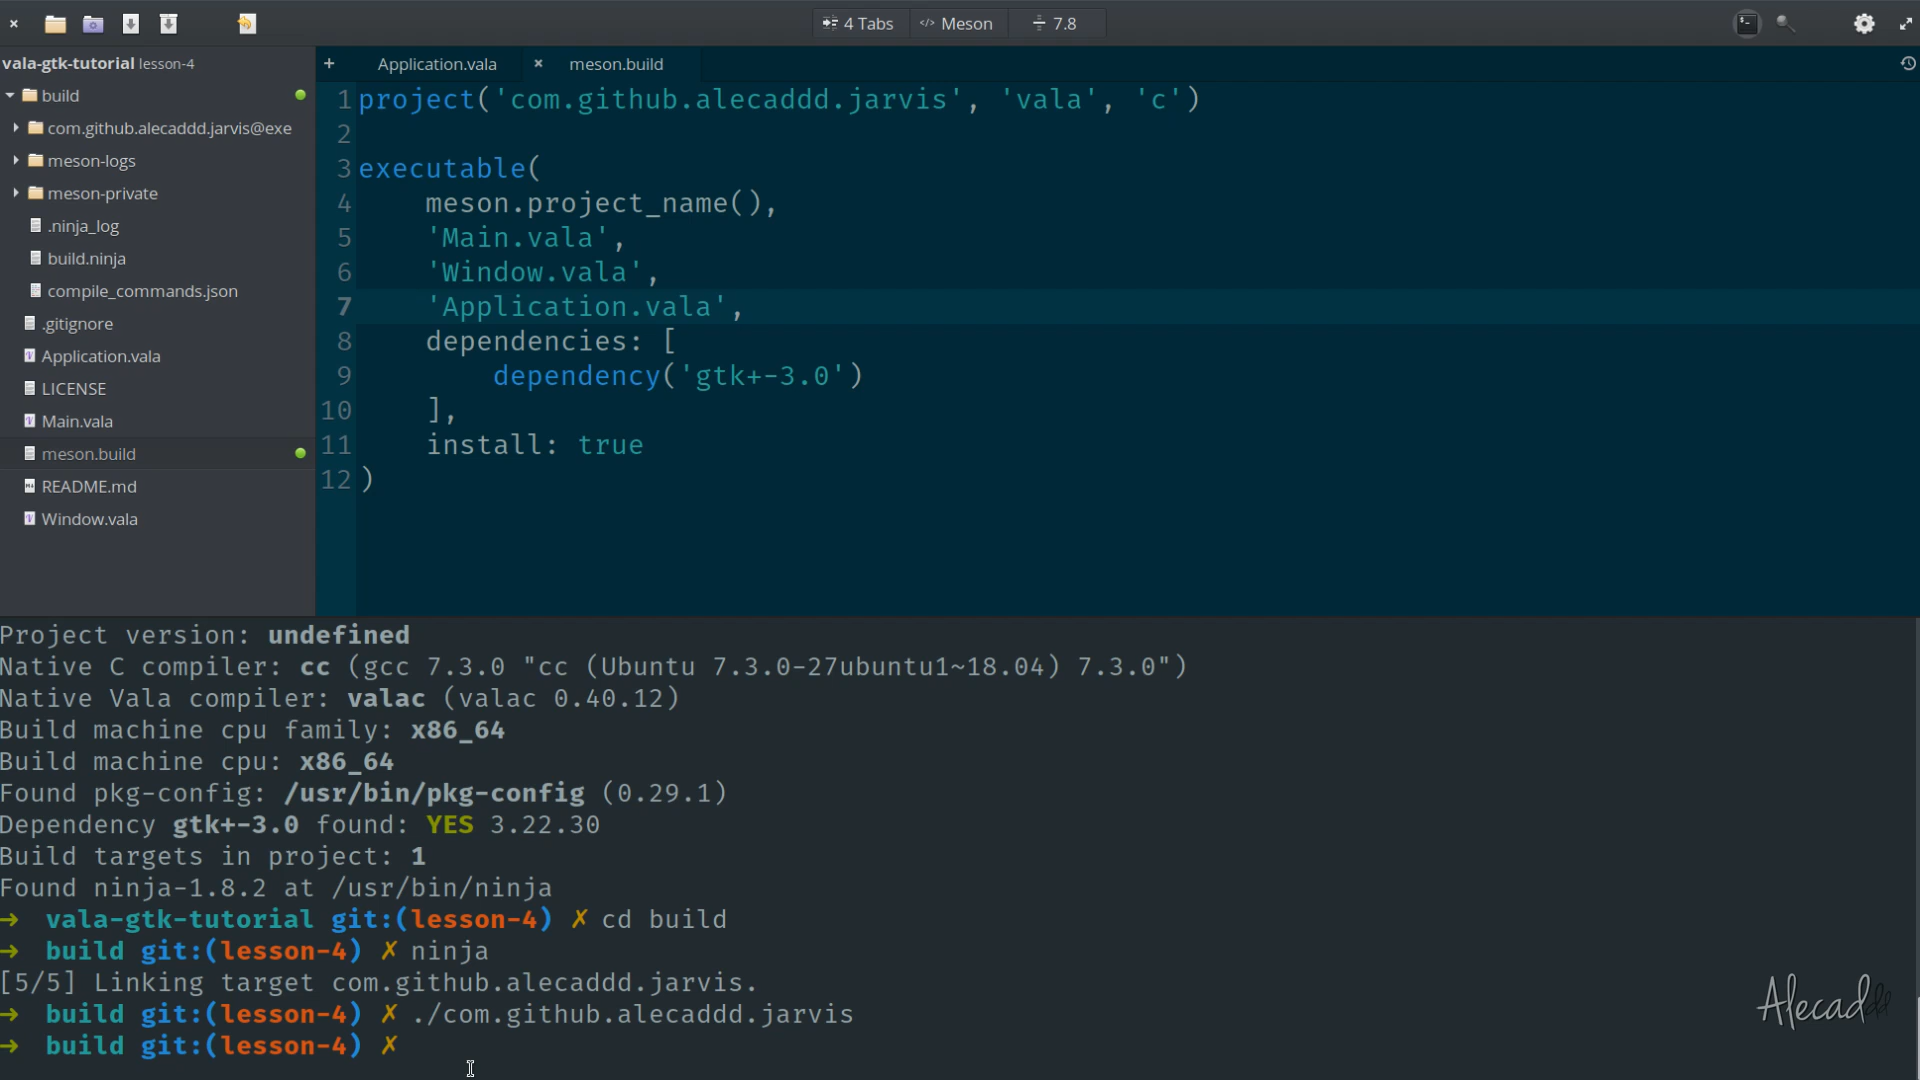 4 Tabs
</> Meson
7.8
vala-gtk-tutorial lesson-4
build
com.github.alecaddd.jarvis@exe
meson-logs
meson-private
.ninja_log
build.ninja
compile_commands.json
.gitignore
Application.vala
LICENSE
Main.vala
meson.build
README.md
Window.vala
+ Application.vala × meson.build
1 project('com.github.alecaddd.jarvis', 'vala', 'c')
2
3 executable(
4     meson.project_name(),
5     'Main.vala',
6     'Window.vala',
7     'Application.vala',
8     dependencies: [
9         dependency('gtk+-3.0')
10     ],
11     install: true
12 )
Project version: undefined
Native C compiler: cc (gcc 7.3.0 "cc (Ubuntu 7.3.0-27ubuntu1~18.04) 7.3.0")
Native Vala compiler: valac (valac 0.40.12)
Build machine cpu family: x86_64
Build machine cpu: x86_64
Found pkg-config: /usr/bin/pkg-config (0.29.1)
Dependency gtk+-3.0 found: YES 3.22.30
Build targets in project: 1
Found ninja-1.8.2 at /usr/bin/ninja
→ vala-gtk-tutorial git:(lesson-4) ✗ cd build
→ build git:(lesson-4) ✗ ninja
[5/5] Linking target com.github.alecaddd.jarvis.
→ build git:(lesson-4) ✗ ./com.github.alecaddd.jarvis
→ build git:(lesson-4) ✗
Alecaddd